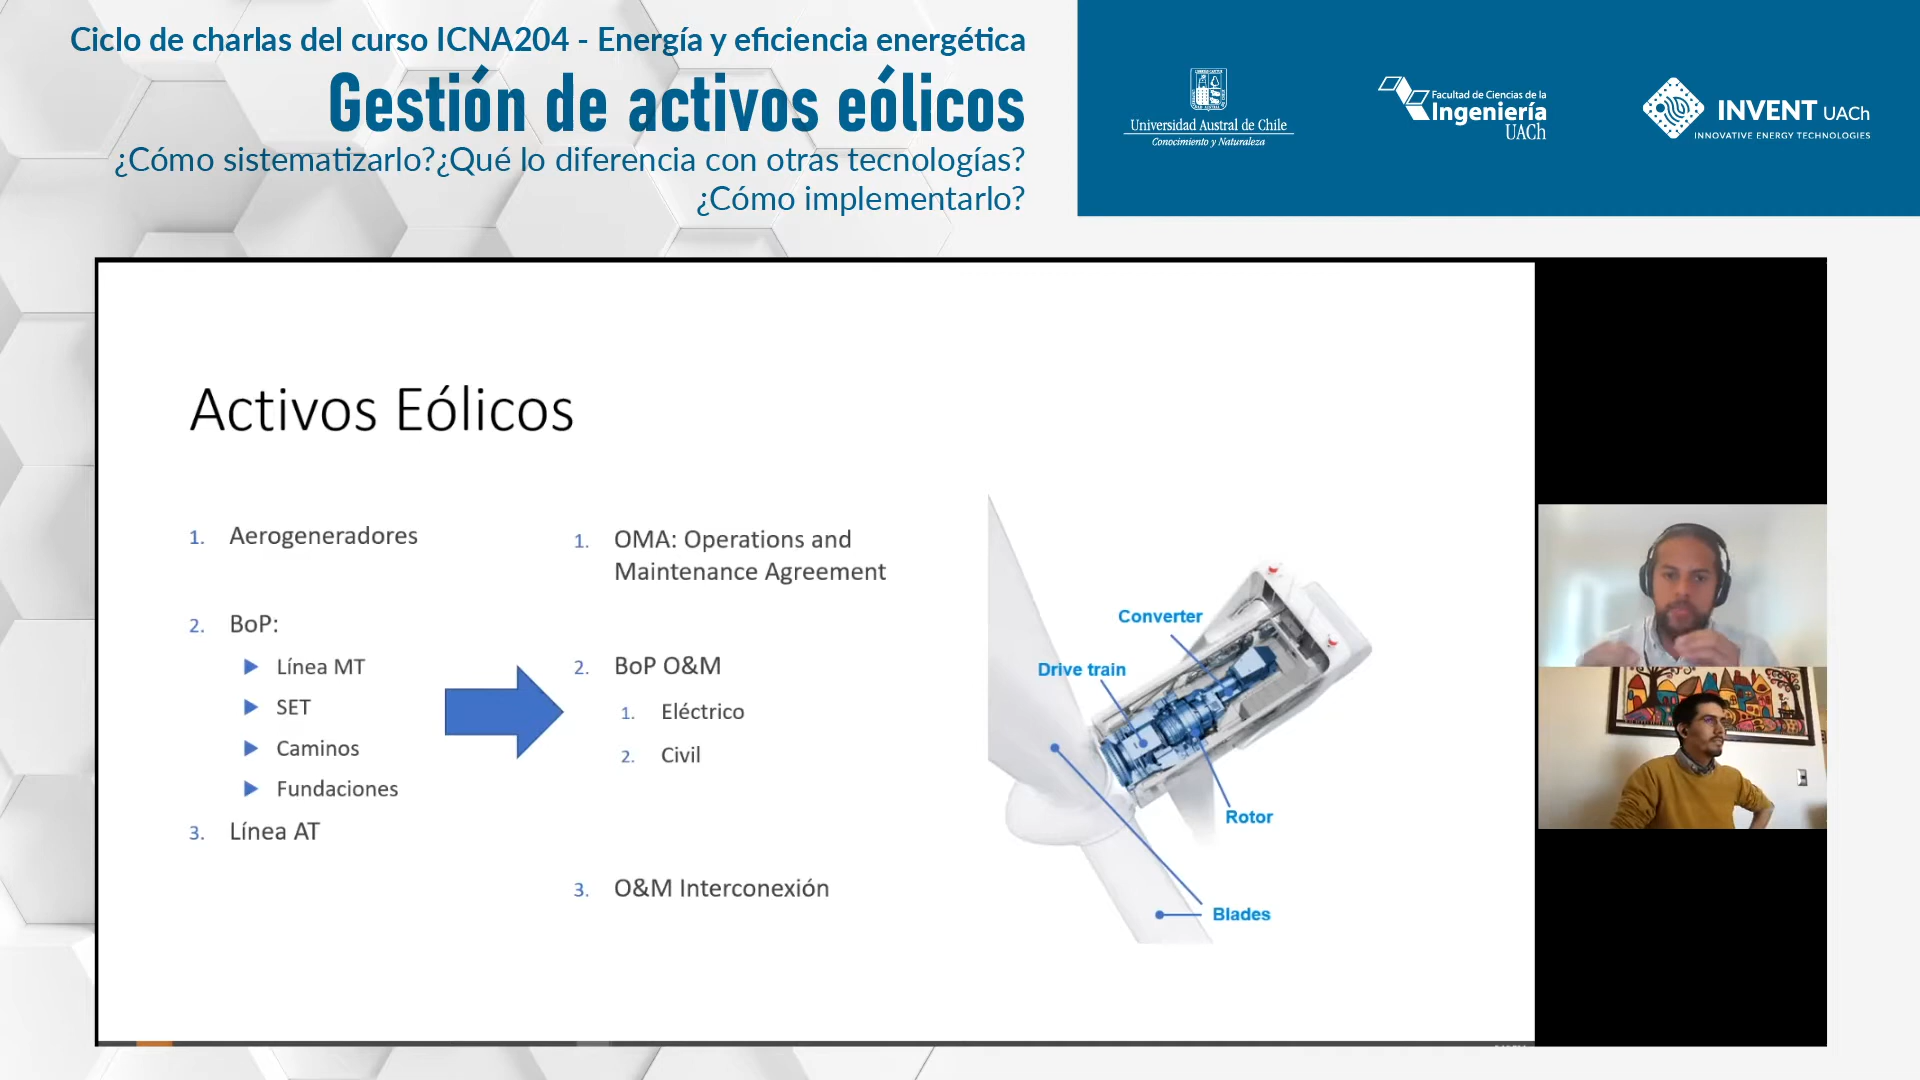 Ciclo de charlas del curso ICNA204 - Energía y eficiencia energética
Gestión de activos eólicos
¿Cómo sistematizarlo?¿Qué lo diferencia con otras tecnologías?
¿Cómo implementarlo?
Universidad Austral de Chile
Conocimiento y Naturaleza
Facultad de Ciencias de la
Ingeniería
UACh
INVENT UACh
INNOVATIVE ENERGY TECHNOLOGIES
Activos Eólicos
1. Aerogeneradores
2. BoP:
Línea MT
SET
Caminos
Fundaciones
3. Línea AT
1. OMA: Operations and
Maintenance Agreement
2. BoP O&M
1. Eléctrico
2. Civil
3. O&M Interconexión
Converter
Drive train
Rotor
Blades